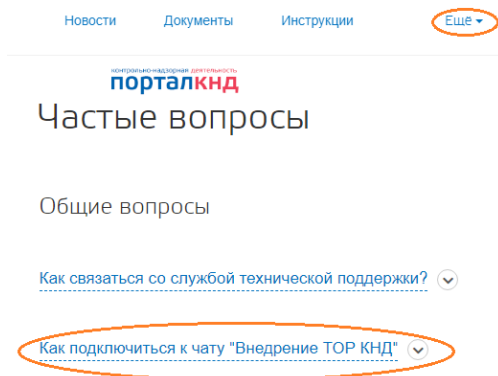 Новости Документы Инструкции Ещё
контрольно-надзорная деятельность
порталкнд
Частые вопросы
Общие вопросы
Как связаться со службой технической поддержки?
Как подключиться к чату "Внедрение ТОР КНД"